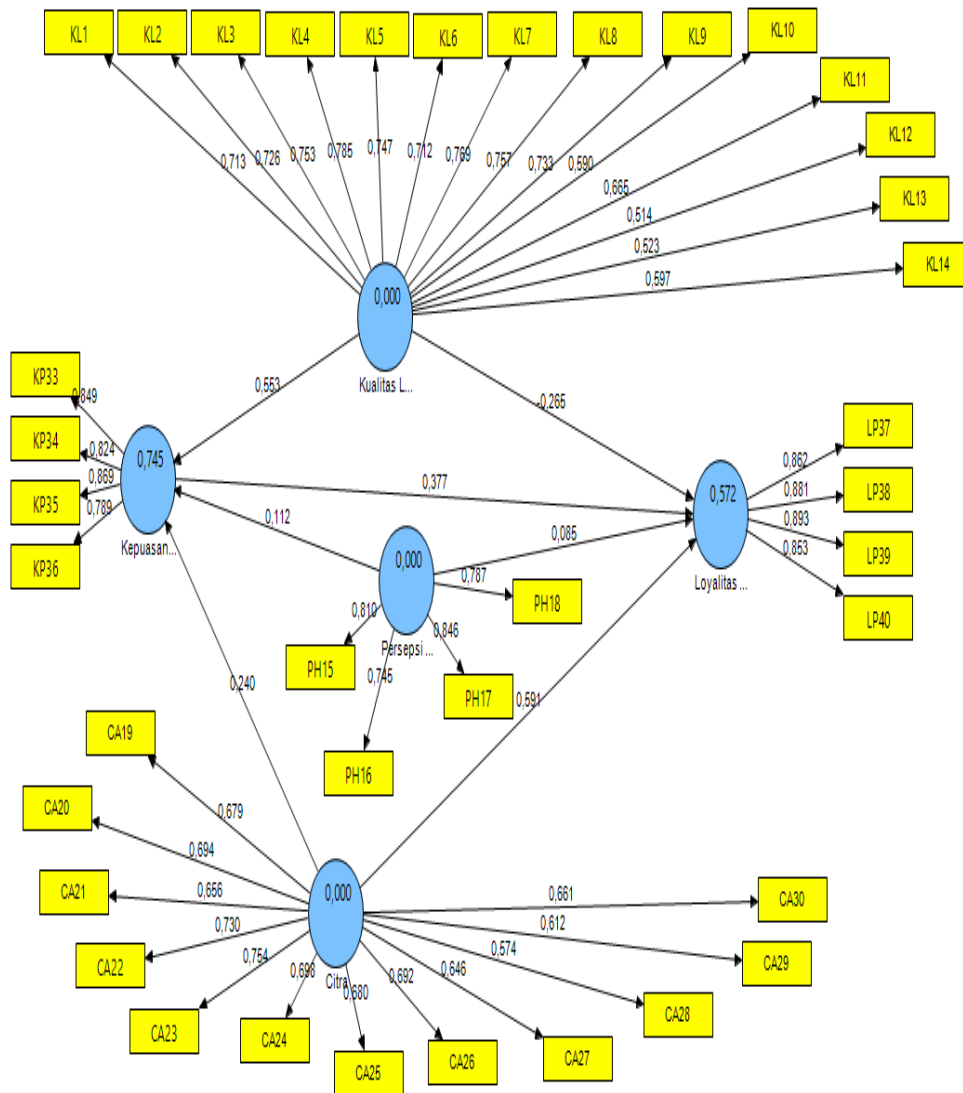 KL1
KL2
KL3
KL4
KL5
KL6
KL7
KL8
KL9
KL10
KL11
KL12
KL13
KL14
0,713
0,726
0,753
0,785
0,747
0,712
0,769
0,757
0,733
0,590
0,665
0,514
0,523
0,597
0,000
Kualitas L...
0,553
-0,265
KP33
KP34
KP35
KP36
0,849
0,824
0,869
0,789
0,745
Kepuasan...
0,377
0,112
0,085
0,572
Loyalitas ...
LP37
LP38
LP39
LP40
0,862
0,881
0,893
0,853
0,000
Persepsi ...
0,810
0,745
0,846
0,787
PH15
PH16
PH17
PH18
0,240
0,591
CA19
CA20
CA21
CA22
CA23
CA24
CA25
CA26
CA27
CA28
CA29
CA30
0,679
0,694
0,656
0,730
0,754
0,698
0,680
0,692
0,646
0,574
0,612
0,661
0,000
Citra